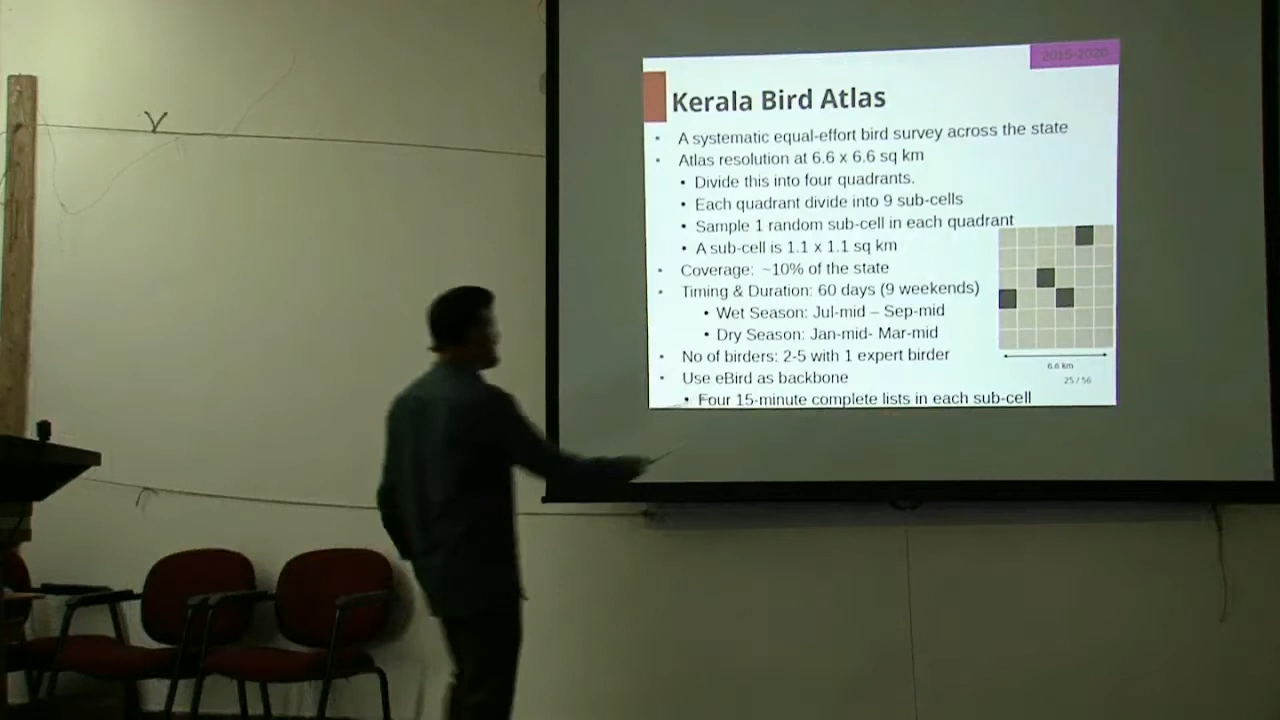 2015-2020
Kerala Bird Atlas
• A systematic equal-effort bird survey across the state
• Atlas resolution at 6.6 x 6.6 sq km
• Divide this into four quadrants.
• Each quadrant divide into 9 sub-cells
• Sample 1 random sub-cell in each quadrant
• A sub-cell is 1.1 x 1.1 sq km
• Coverage: ~10% of the state
• Timing & Duration: 60 days (9 weekends)
• Wet Season: Jul-mid – Sep-mid
• Dry Season: Jan-mid- Mar-mid
• No of birders: 2-5 with 1 expert birder
6.6 km
• Use eBird as backbone
25 / 56
• Four 15-minute complete lists in each sub-cell